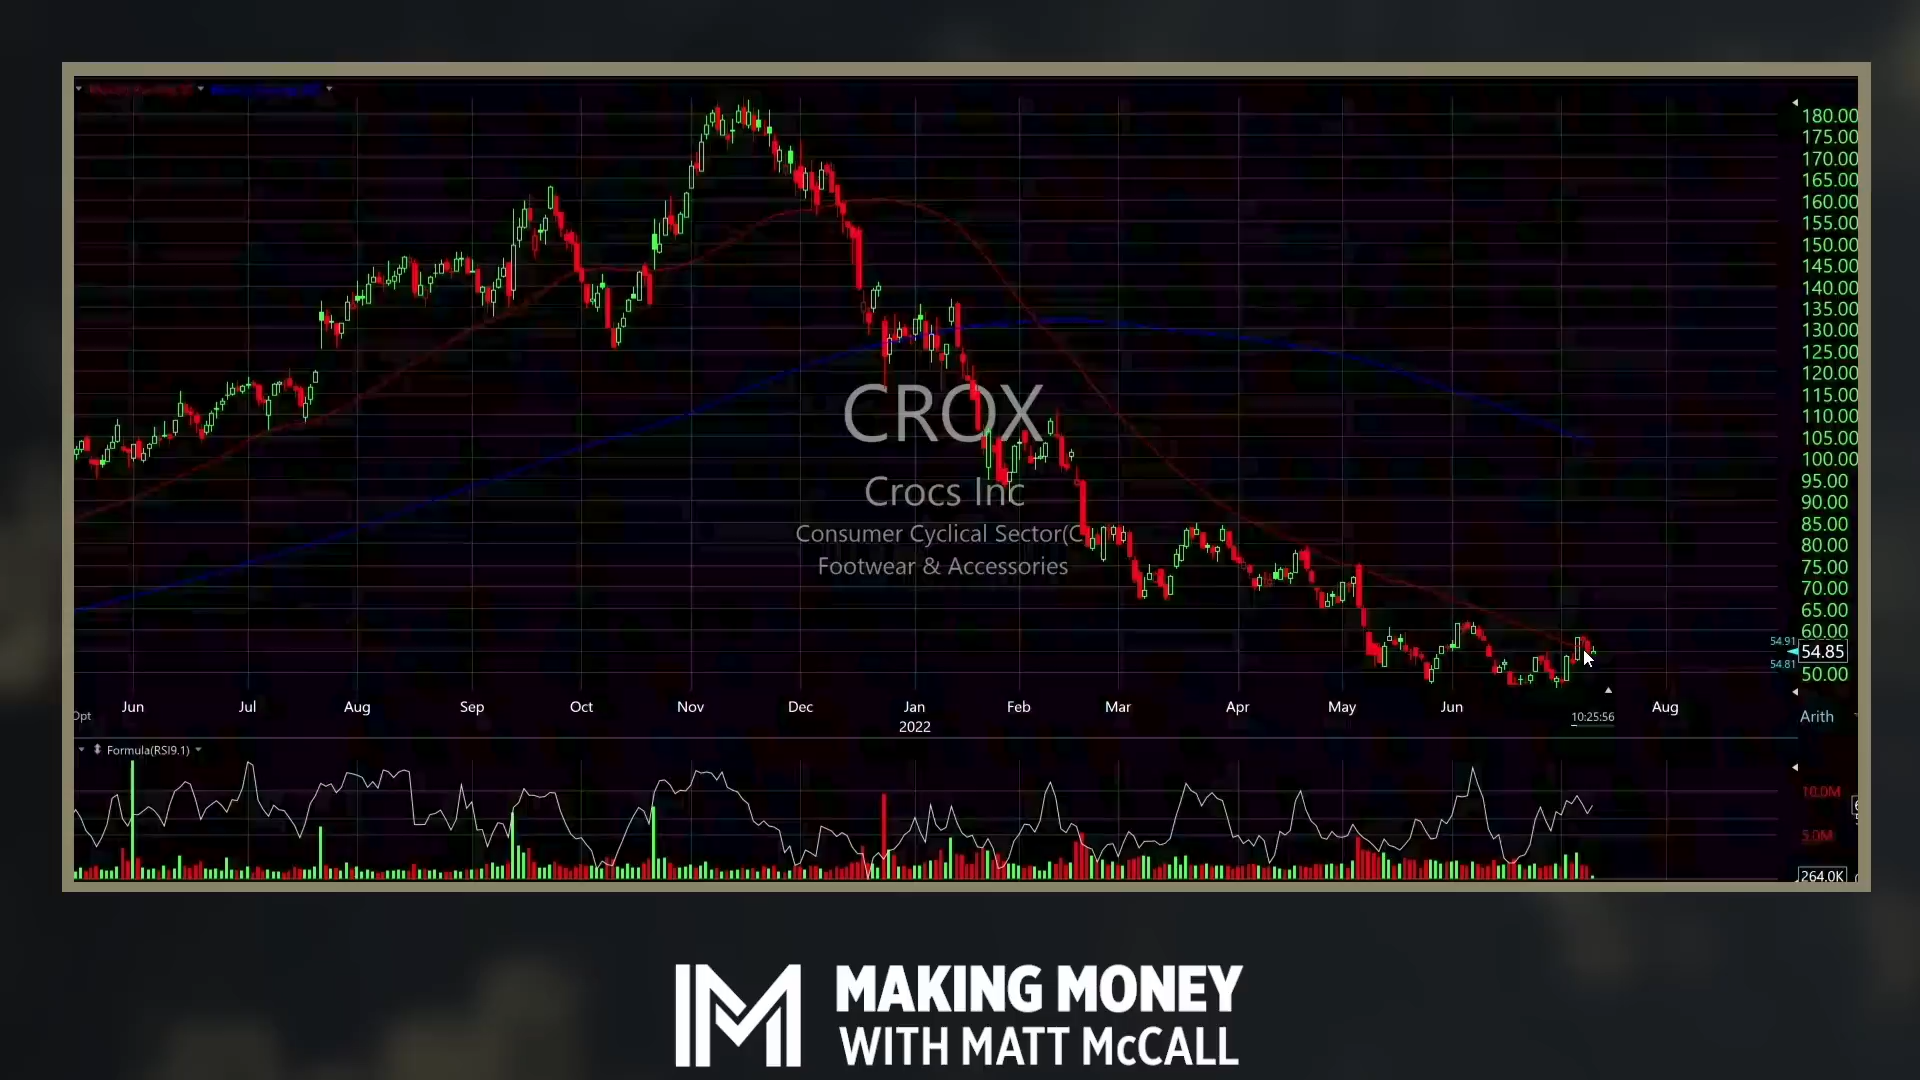 180.00
175.00
170.00
165.00
160.00
155.00
150.00
145.00
140.00
135.00
130.00
125.00
120.00
115.00
110.00
105.00
100.00
95.00
90.00
85.00
80.00
75.00
70.00
65.00
60.00
54.91
54.85
54.81
50.00
CROX
Crocs Inc
Consumer Cyclical Sector(C
Footwear & Accessories
Jun Jul Aug Sep Oct Nov Dec Jan Feb Mar Apr May Jun Aug
Opt 2022 10:25:56 Arith
Formula(RSI9.1)
10.0M
5.0M
264.0K
MAKING MONEY
WITH MATT McCALL